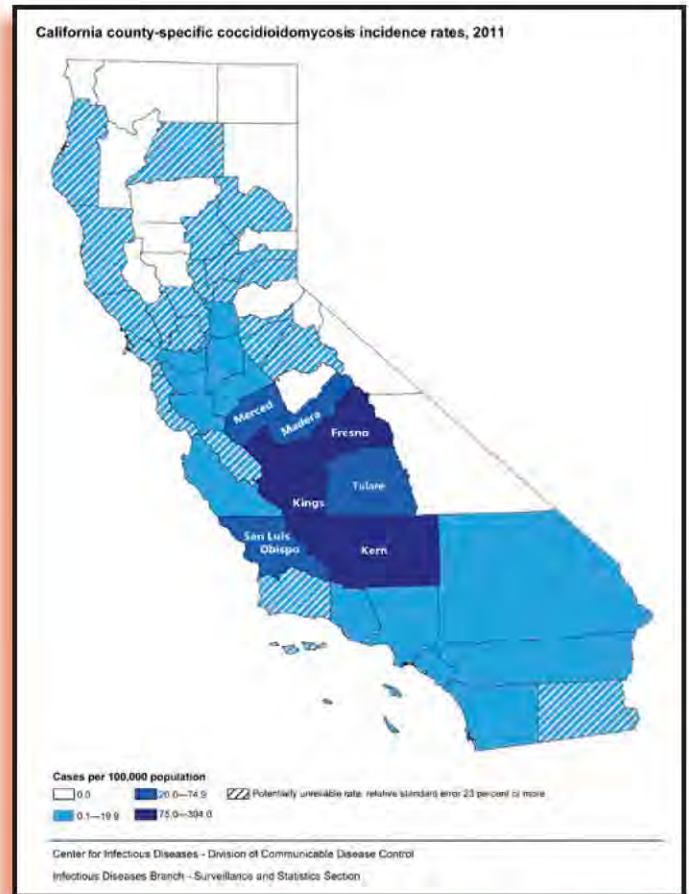 California county-specific coccidioidomycosis incidence rates, 2011
Merced
Madera
Fresno
Tulare
Kings
San Luis
Obispo
Kern
Cases per 100,000 population
0.0
20.0—74.9
Potentially unreliable rate, relative standard error 23 percent or more
0.1—19.9
75.0—304.0
Center for Infectious Diseases - Division of Communicable Disease Control
Infectious Diseases Branch - Surveillance and Statistics Section